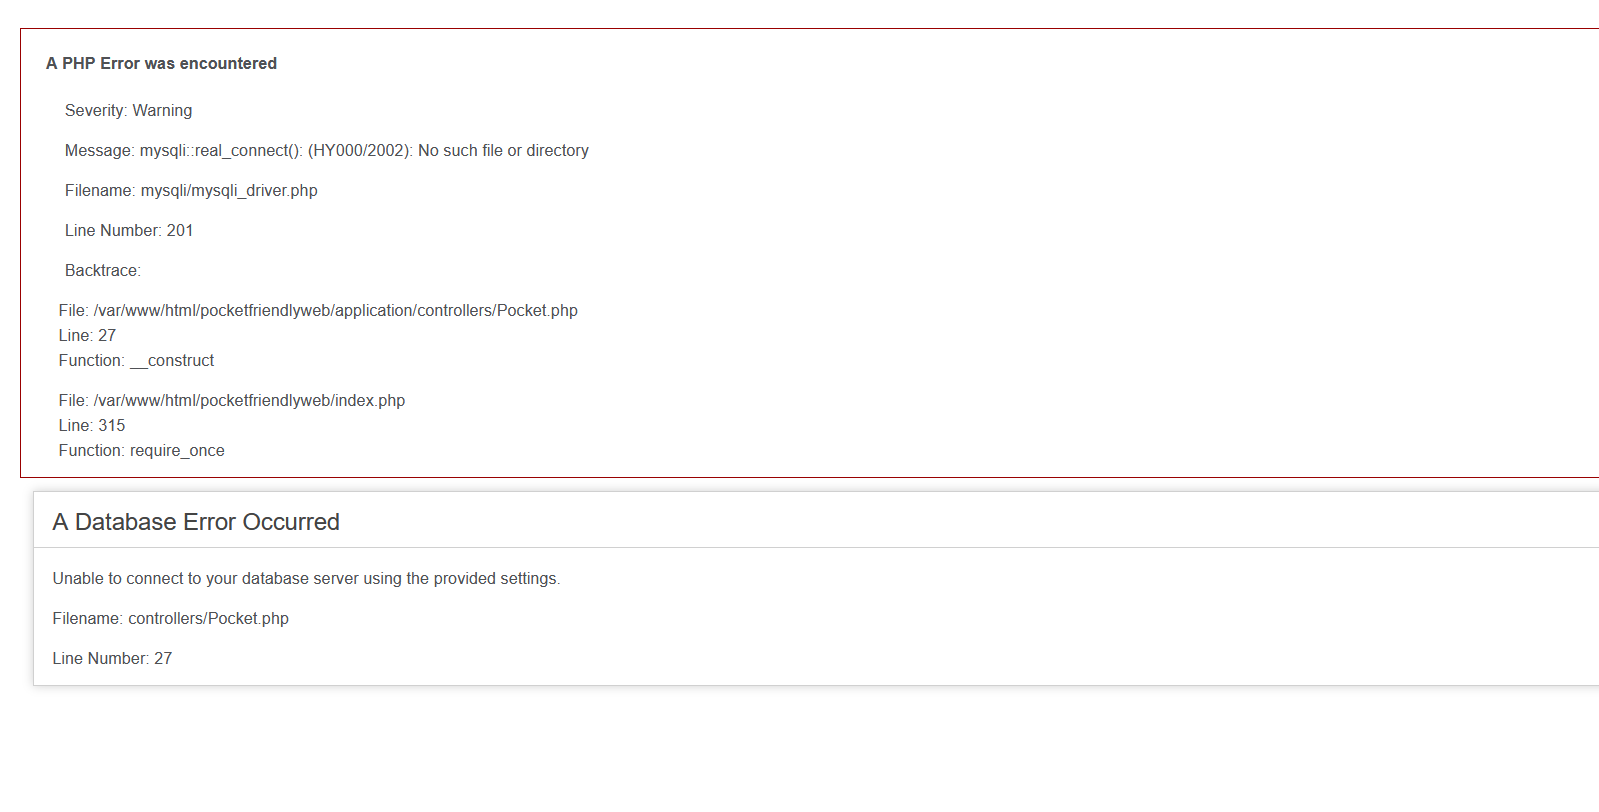 A PHP Error was encountered
Severity: Warning
Message: mysqli::real_connect(): (HY000/2002): No such file or directory
Filename: mysqli/mysqli_driver.php
Line Number: 201
Backtrace:
File: /var/www/html/pocketfriendlyweb/application/controllers/Pocket.php
Line: 27
Function: __construct
File: /var/www/html/pocketfriendlyweb/index.php
Line: 315
Function: require_once
A Database Error Occurred
Unable to connect to your database server using the provided settings.
Filename: controllers/Pocket.php
Line Number: 27